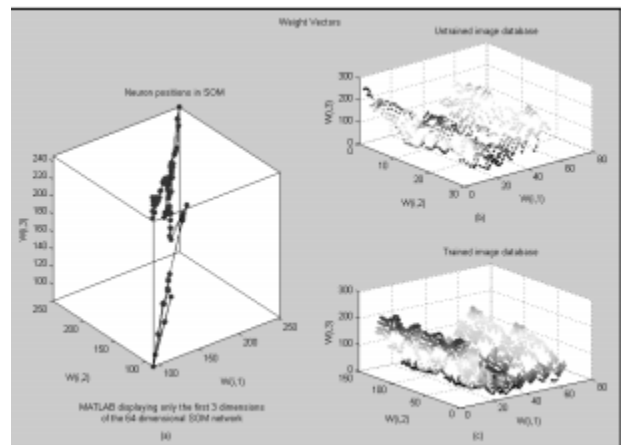 Weight Vectors
Neuron positions in SOM
240
220
200
180
160
140
120
100
W(i,3)
250
200
150
100
W(i,2)
100
150
200
250
W(i,1)
MATLAB displaying only the first 3 dimensions
of the 64 dimensional SOM network
(a)
Untrained image database
300
200
100
0
W(i,3)
10
20
30
W(i,2)
0
20
40
60
80
W(i,1)
(b)
Trained image database
300
200
100
0
W(i,3)
150
100
50
0
W(i,2)
0
20
40
60
80
W(i,1)
(c)